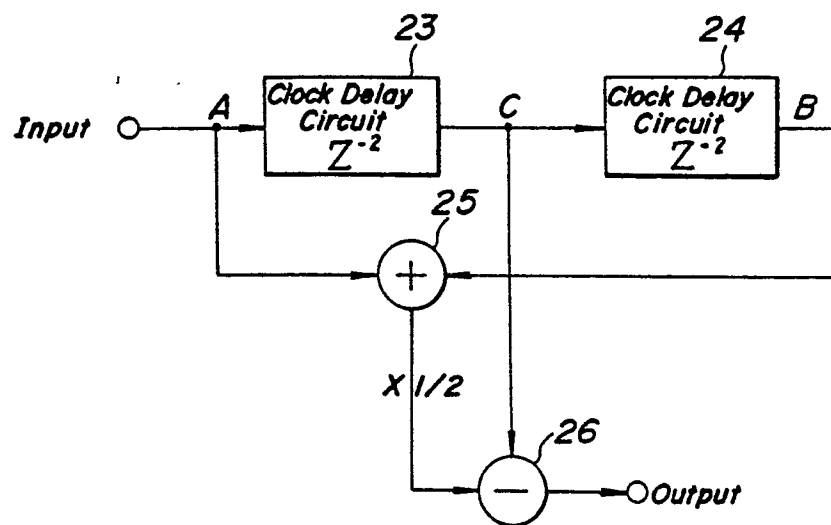 23
24
A
Clock Delay
Circuit
Z⁻²
C
Clock Delay
Circuit
Z⁻²
B
Input
25
+
X 1/2
26
−
Output